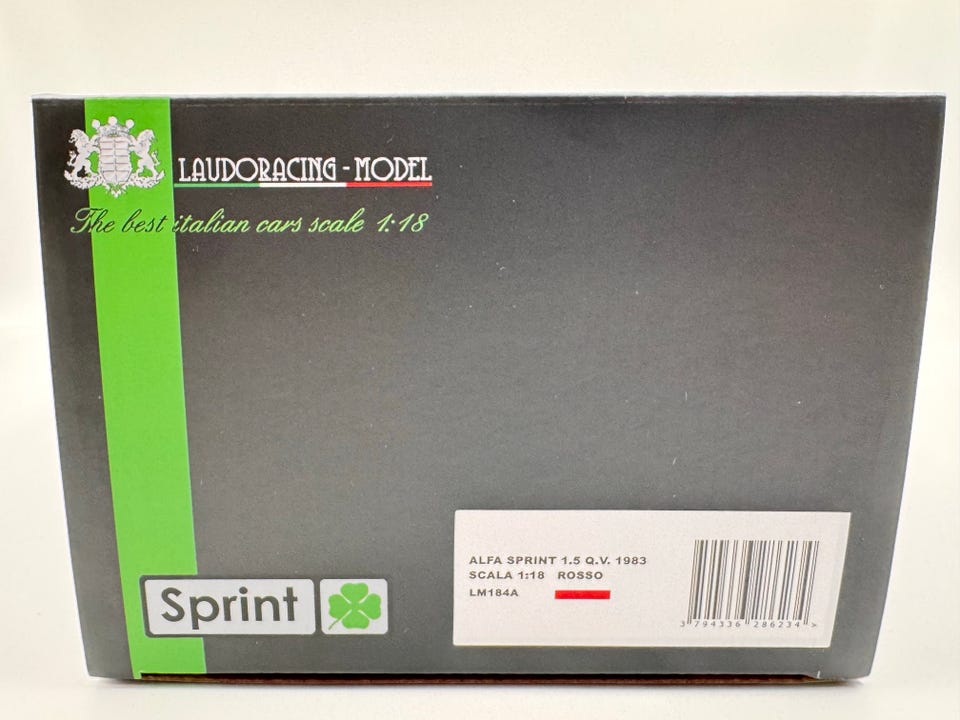 LAUDORACING-MODEL
The best italian cars scale 1:18
Sprint
ALFA SPRINT 1.5 Q.V. 1983
SCALA 1:18 ROSSO
LM184A
3 794336 286234 >